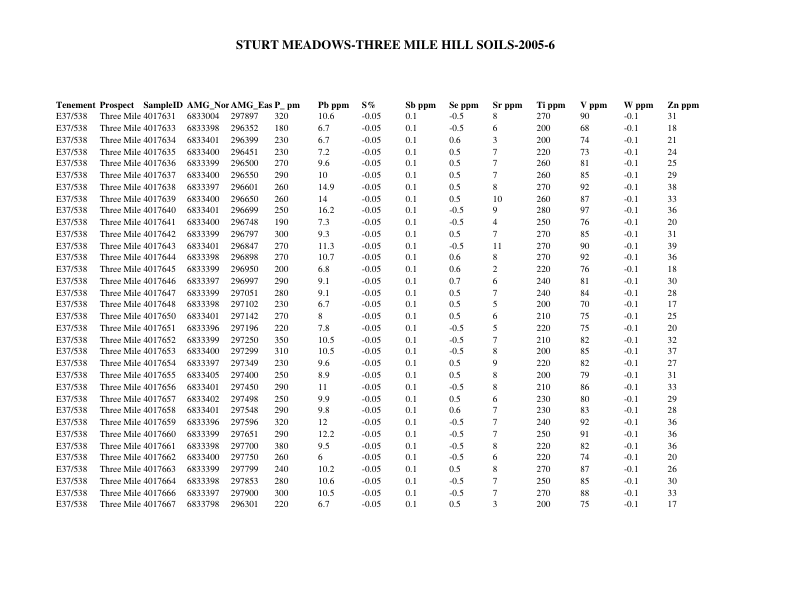 STURT MEADOWS-THREE MILE HILL SOILS-2005-6
Tenement Prospect SampleID AMG_Nor AMG_Eas P_ pm Pb ppm S% Sb ppm Se ppm Sr ppm Ti ppm V ppm W ppm Zn ppm
E37/538 Three Mile 4017631 6833004 297897 320 10.6 -0.05 0.1 -0.5 8 270 90 -0.1 31
E37/538 Three Mile 4017633 6833398 296352 180 6.7 -0.05 0.1 -0.5 6 200 68 -0.1 18
E37/538 Three Mile 4017634 6833401 296399 230 6.7 -0.05 0.1 0.6 3 200 74 -0.1 21
E37/538 Three Mile 4017635 6833400 296451 230 7.2 -0.05 0.1 0.5 7 220 73 -0.1 24
E37/538 Three Mile 4017636 6833399 296500 270 9.6 -0.05 0.1 0.5 7 260 81 -0.1 25
E37/538 Three Mile 4017637 6833400 296550 290 10 -0.05 0.1 0.5 7 260 85 -0.1 29
E37/538 Three Mile 4017638 6833397 296601 260 14.9 -0.05 0.1 0.5 8 270 92 -0.1 38
E37/538 Three Mile 4017639 6833400 296650 260 14 -0.05 0.1 0.5 10 260 87 -0.1 33
E37/538 Three Mile 4017640 6833401 296699 250 16.2 -0.05 0.1 -0.5 9 280 97 -0.1 36
E37/538 Three Mile 4017641 6833400 296748 190 7.3 -0.05 0.1 -0.5 4 250 76 -0.1 20
E37/538 Three Mile 4017642 6833399 296797 300 9.3 -0.05 0.1 0.5 7 270 85 -0.1 31
E37/538 Three Mile 4017643 6833401 296847 270 11.3 -0.05 0.1 -0.5 11 270 90 -0.1 39
E37/538 Three Mile 4017644 6833398 296898 270 10.7 -0.05 0.1 0.6 8 270 92 -0.1 36
E37/538 Three Mile 4017645 6833399 296950 200 6.8 -0.05 0.1 0.6 2 220 76 -0.1 18
E37/538 Three Mile 4017646 6833397 296997 290 9.1 -0.05 0.1 0.7 6 240 81 -0.1 30
E37/538 Three Mile 4017647 6833399 297051 280 9.1 -0.05 0.1 0.5 7 240 84 -0.1 28
E37/538 Three Mile 4017648 6833398 297102 230 6.7 -0.05 0.1 0.5 5 200 70 -0.1 17
E37/538 Three Mile 4017650 6833401 297142 270 8 -0.05 0.1 0.5 6 210 75 -0.1 25
E37/538 Three Mile 4017651 6833396 297196 220 7.8 -0.05 0.1 -0.5 5 220 75 -0.1 20
E37/538 Three Mile 4017652 6833399 297250 350 10.5 -0.05 0.1 -0.5 7 210 82 -0.1 32
E37/538 Three Mile 4017653 6833400 297299 310 10.5 -0.05 0.1 -0.5 8 200 85 -0.1 37
E37/538 Three Mile 4017654 6833397 297349 230 9.6 -0.05 0.1 0.5 9 220 82 -0.1 27
E37/538 Three Mile 4017655 6833405 297400 250 8.9 -0.05 0.1 0.5 8 200 79 -0.1 31
E37/538 Three Mile 4017656 6833401 297450 290 11 -0.05 0.1 -0.5 8 210 86 -0.1 33
E37/538 Three Mile 4017657 6833402 297498 250 9.9 -0.05 0.1 0.5 6 230 80 -0.1 29
E37/538 Three Mile 4017658 6833401 297548 290 9.8 -0.05 0.1 0.6 7 230 83 -0.1 28
E37/538 Three Mile 4017659 6833396 297596 320 12 -0.05 0.1 -0.5 7 240 92 -0.1 36
E37/538 Three Mile 4017660 6833399 297651 290 12.2 -0.05 0.1 -0.5 7 250 91 -0.1 36
E37/538 Three Mile 4017661 6833398 297700 380 9.5 -0.05 0.1 -0.5 8 220 82 -0.1 36
E37/538 Three Mile 4017662 6833400 297750 260 6 -0.05 0.1 -0.5 6 220 74 -0.1 20
E37/538 Three Mile 4017663 6833399 297799 240 10.2 -0.05 0.1 0.5 8 270 87 -0.1 26
E37/538 Three Mile 4017664 6833398 297853 280 10.6 -0.05 0.1 -0.5 7 250 85 -0.1 30
E37/538 Three Mile 4017666 6833397 297900 300 10.5 -0.05 0.1 -0.5 7 270 88 -0.1 33
E37/538 Three Mile 4017667 6833798 296301 220 6.7 -0.05 0.1 0.5 3 200 75 -0.1 17